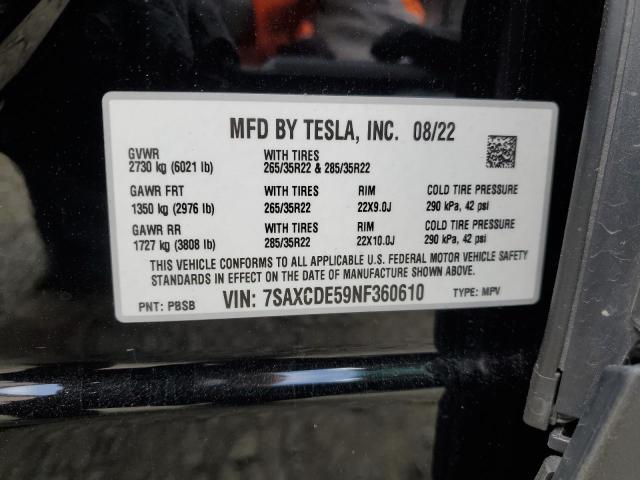 MFD BY TESLA, INC. 08/22
GVWR WITH TIRES
2730 kg (6021 lb) 265/35R22 & 285/35R22
GAWR FRT WITH TIRES RIM COLD TIRE PRESSURE
1350 kg (2976 lb) 265/35R22 22X9.0J 290 kPa, 42 psi
GAWR RR WITH TIRES RIM COLD TIRE PRESSURE
1727 kg (3808 lb) 285/35R22 22X10.0J 290 kPa, 42 psi
THIS VEHICLE CONFORMS TO ALL APPLICABLE U.S. FEDERAL MOTOR VEHICLE SAFETY
STANDARDS IN EFFECT ON THE DATE OF MANUFACTURE SHOWN ABOVE.
PNT: PBSB VIN: 7SAXCDE59NF360610 TYPE: MPV